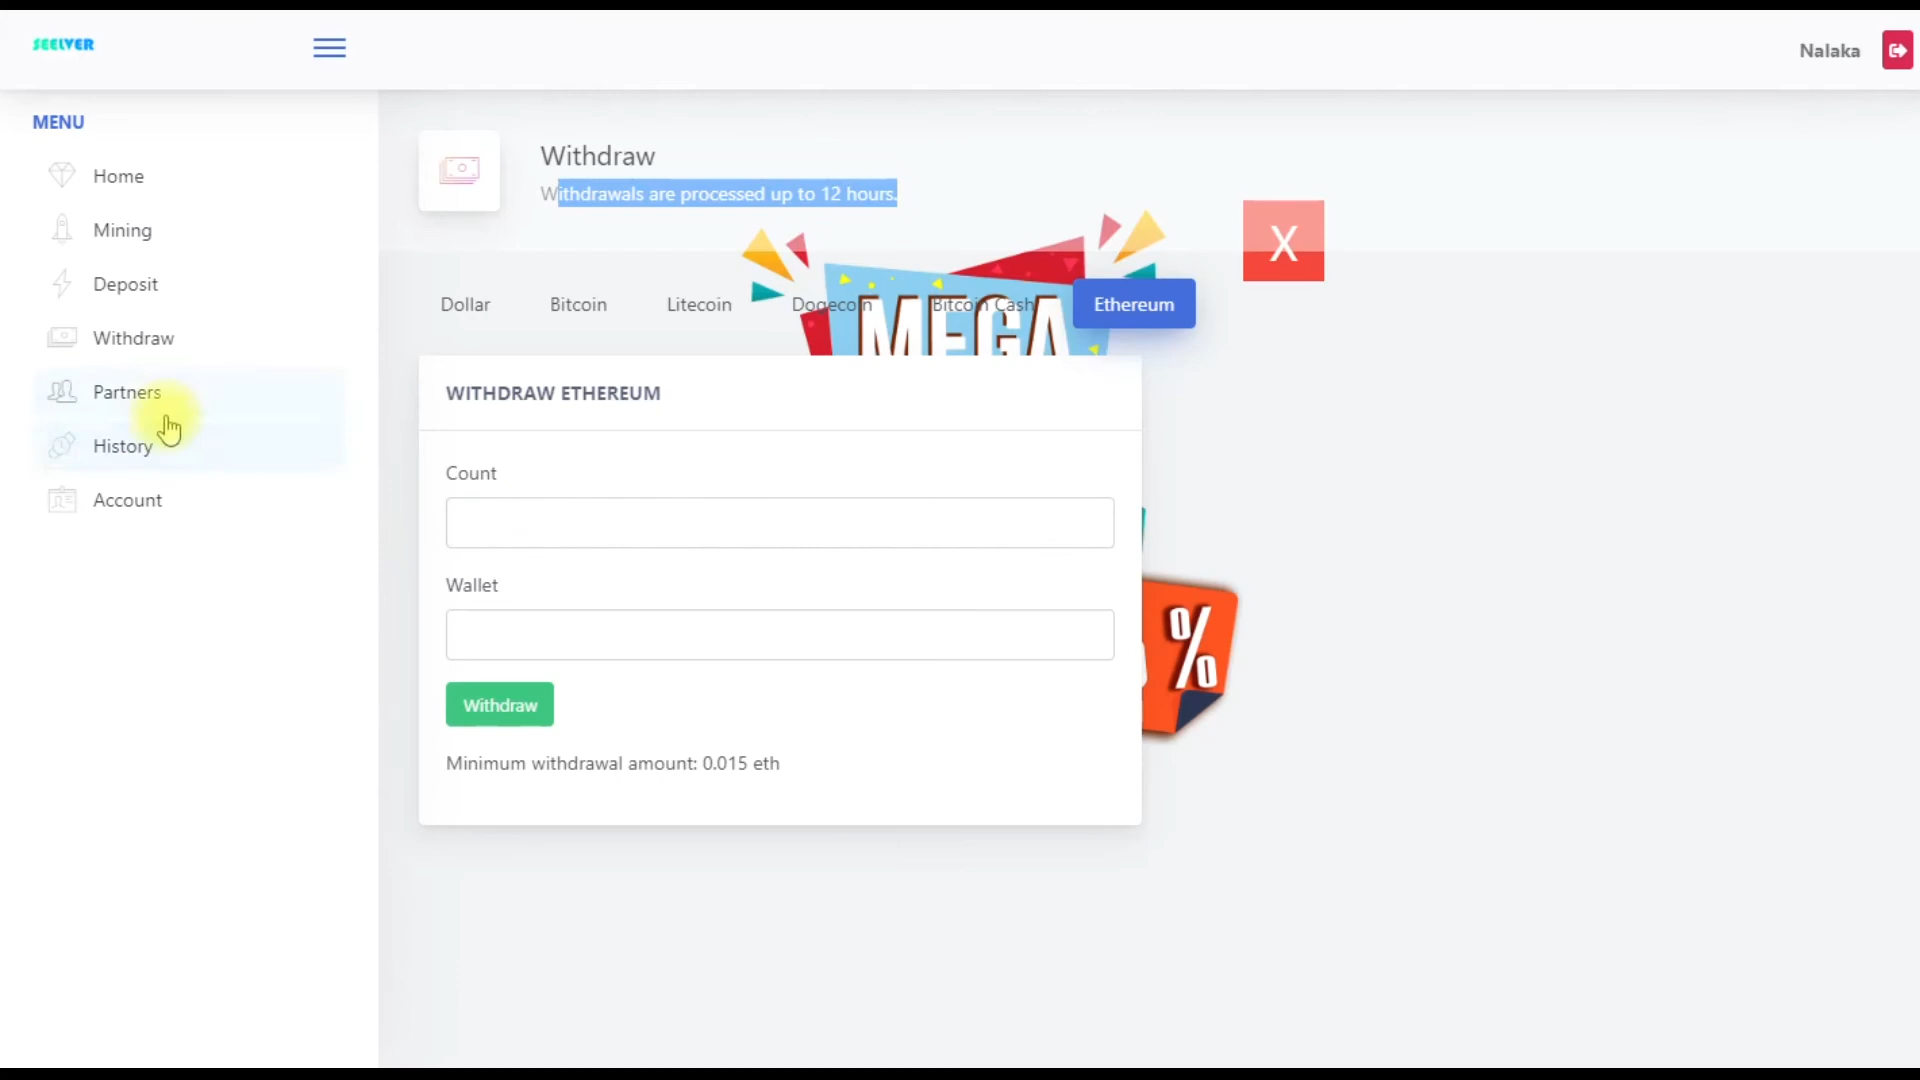 SEELVER
Nalaka
MENU
Home
Mining
Deposit
Withdraw
Partners
History
Account
Withdraw
Withdrawals are processed up to 12 hours.
X
Dollar
Bitcoin
Litecoin
Dogecoin
Bitcoin Cash
Ethereum
MEGA
WITHDRAW ETHEREUM
Count
Wallet
%
Withdraw
Minimum withdrawal amount: 0.015 eth